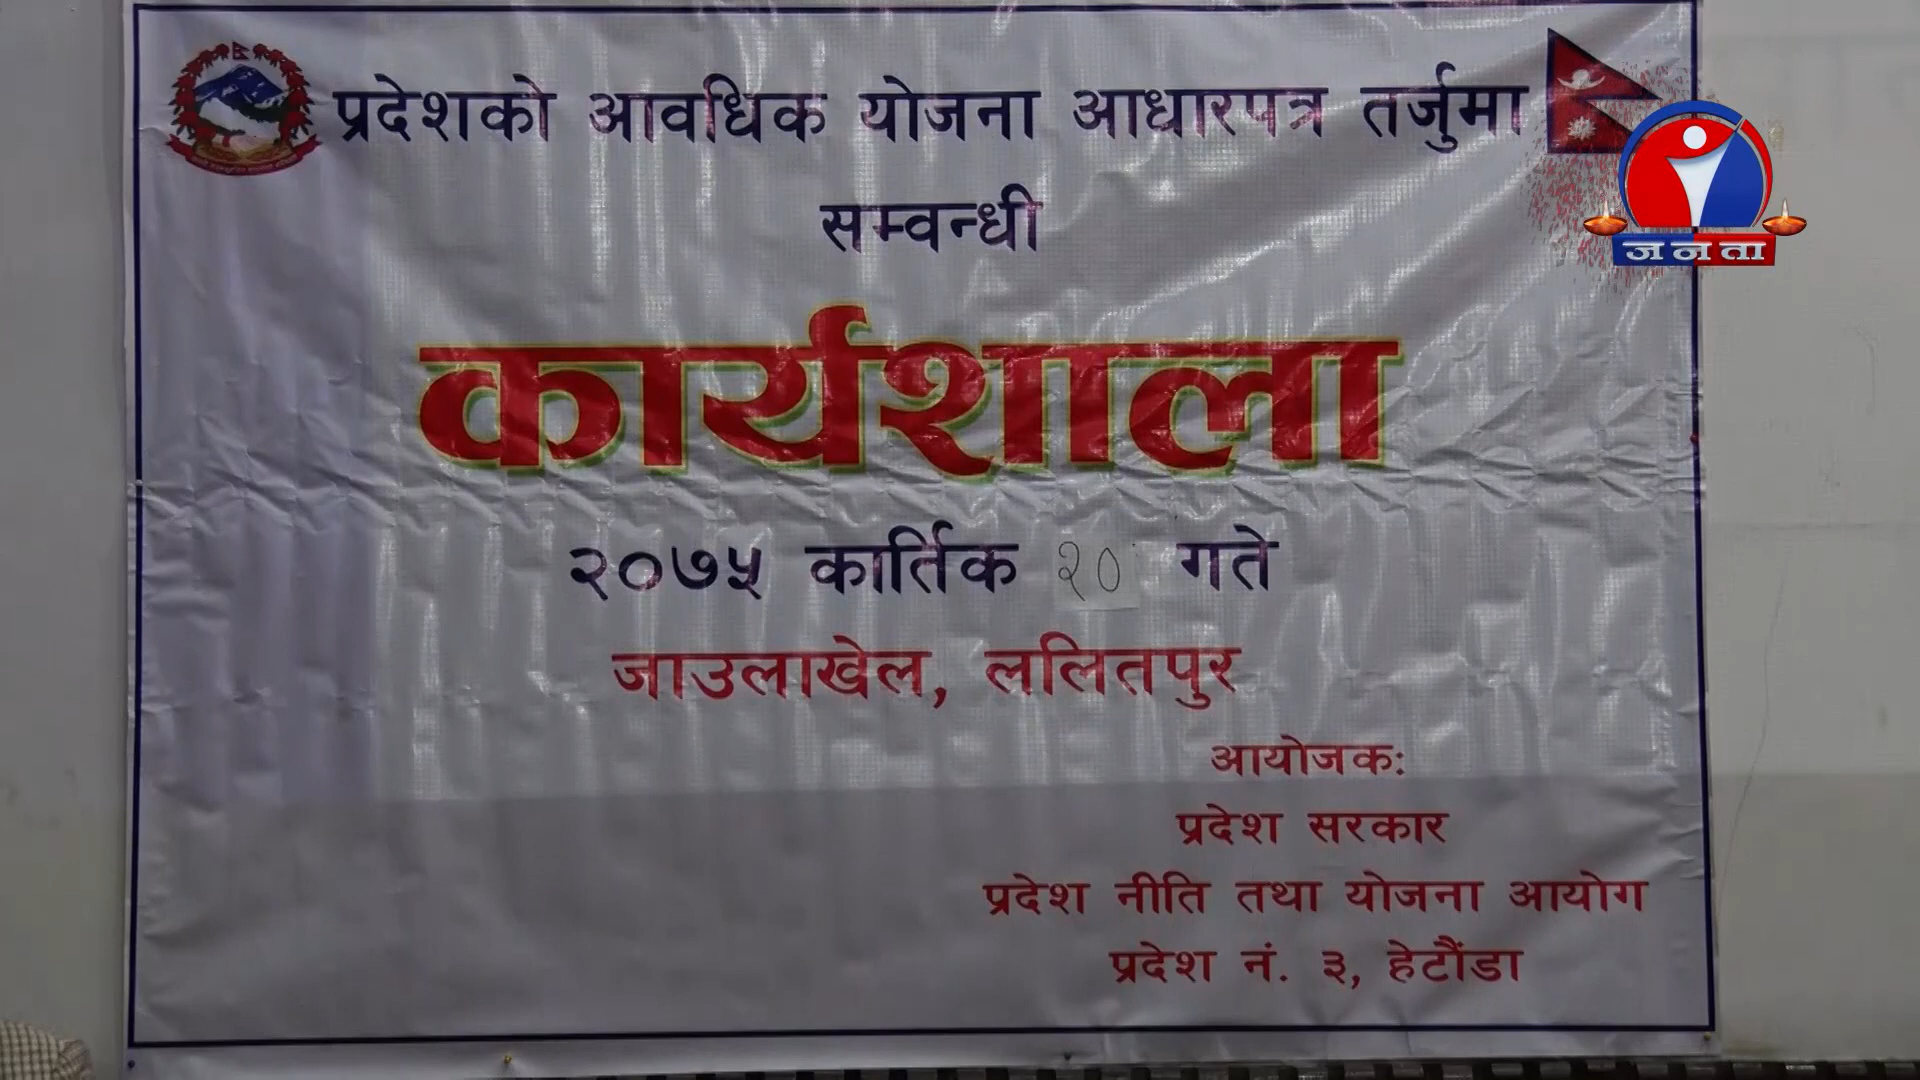 प्रदेशको आवधिक योजना आधारपत्र तर्जुमा
सम्वन्धी
कार्यशाला
२०७५ कार्तिक २० गते
जाउलाखेल, ललितपुर
आयोजक:
प्रदेश सरकार
प्रदेश नीति तथा योजना आयोग
प्रदेश नं. ३, हेटौंडा
जनता